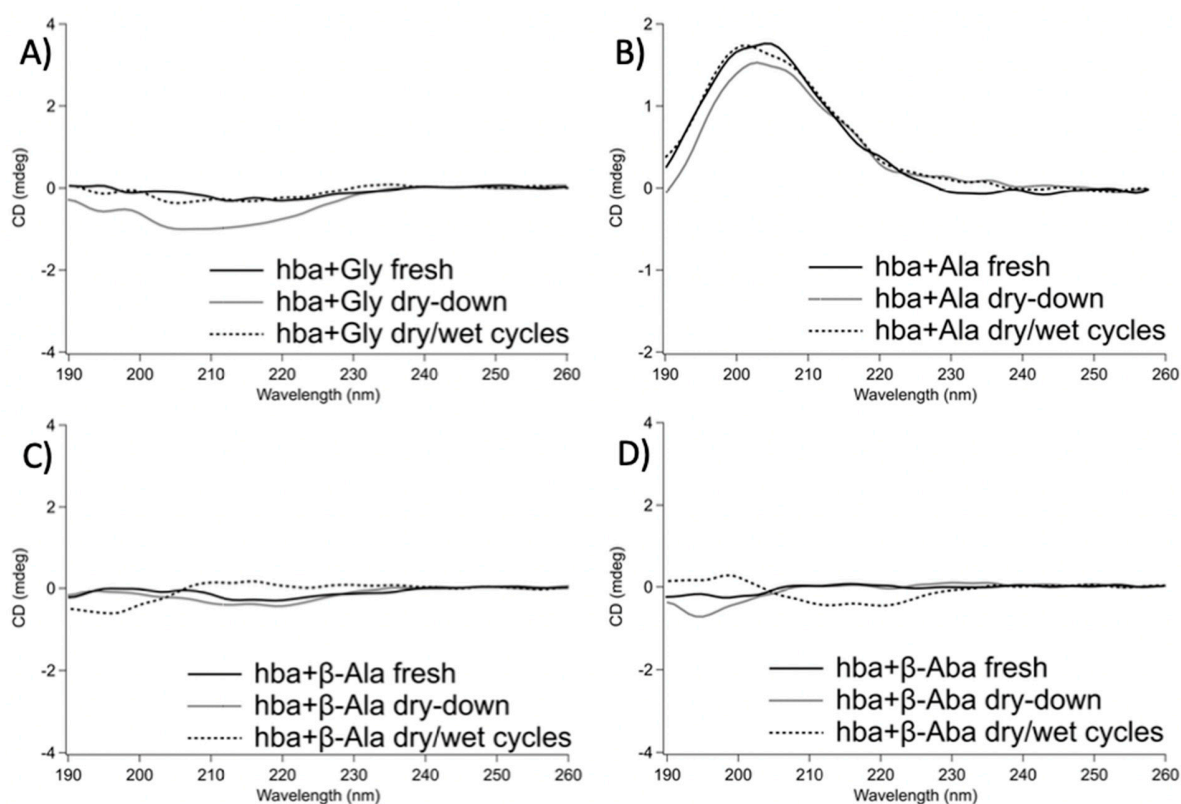 A)
4
2
0
-2
-4
CD (mdeg)
hba+Gly fresh
hba+Gly dry-down
hba+Gly dry/wet cycles
190 200 210 220 230 240 250 260
Wavelength (nm)
B)
2
1
0
-1
-2
CD (mdeg)
hba+Ala fresh
hba+Ala dry-down
hba+Ala dry/wet cycles
190 200 210 220 230 240 250 260
Wavelength (nm)
C)
4
2
0
-2
-4
CD (mdeg)
hba+β-Ala fresh
hba+β-Ala dry-down
hba+β-Ala dry/wet cycles
190 200 210 220 230 240 250 260
Wavelength (nm)
D)
4
2
0
-2
-4
CD (mdeg)
hba+β-Aba fresh
hba+β-Aba dry-down
hba+β-Aba dry/wet cycles
190 200 210 220 230 240 250 260
Wavelength (nm)